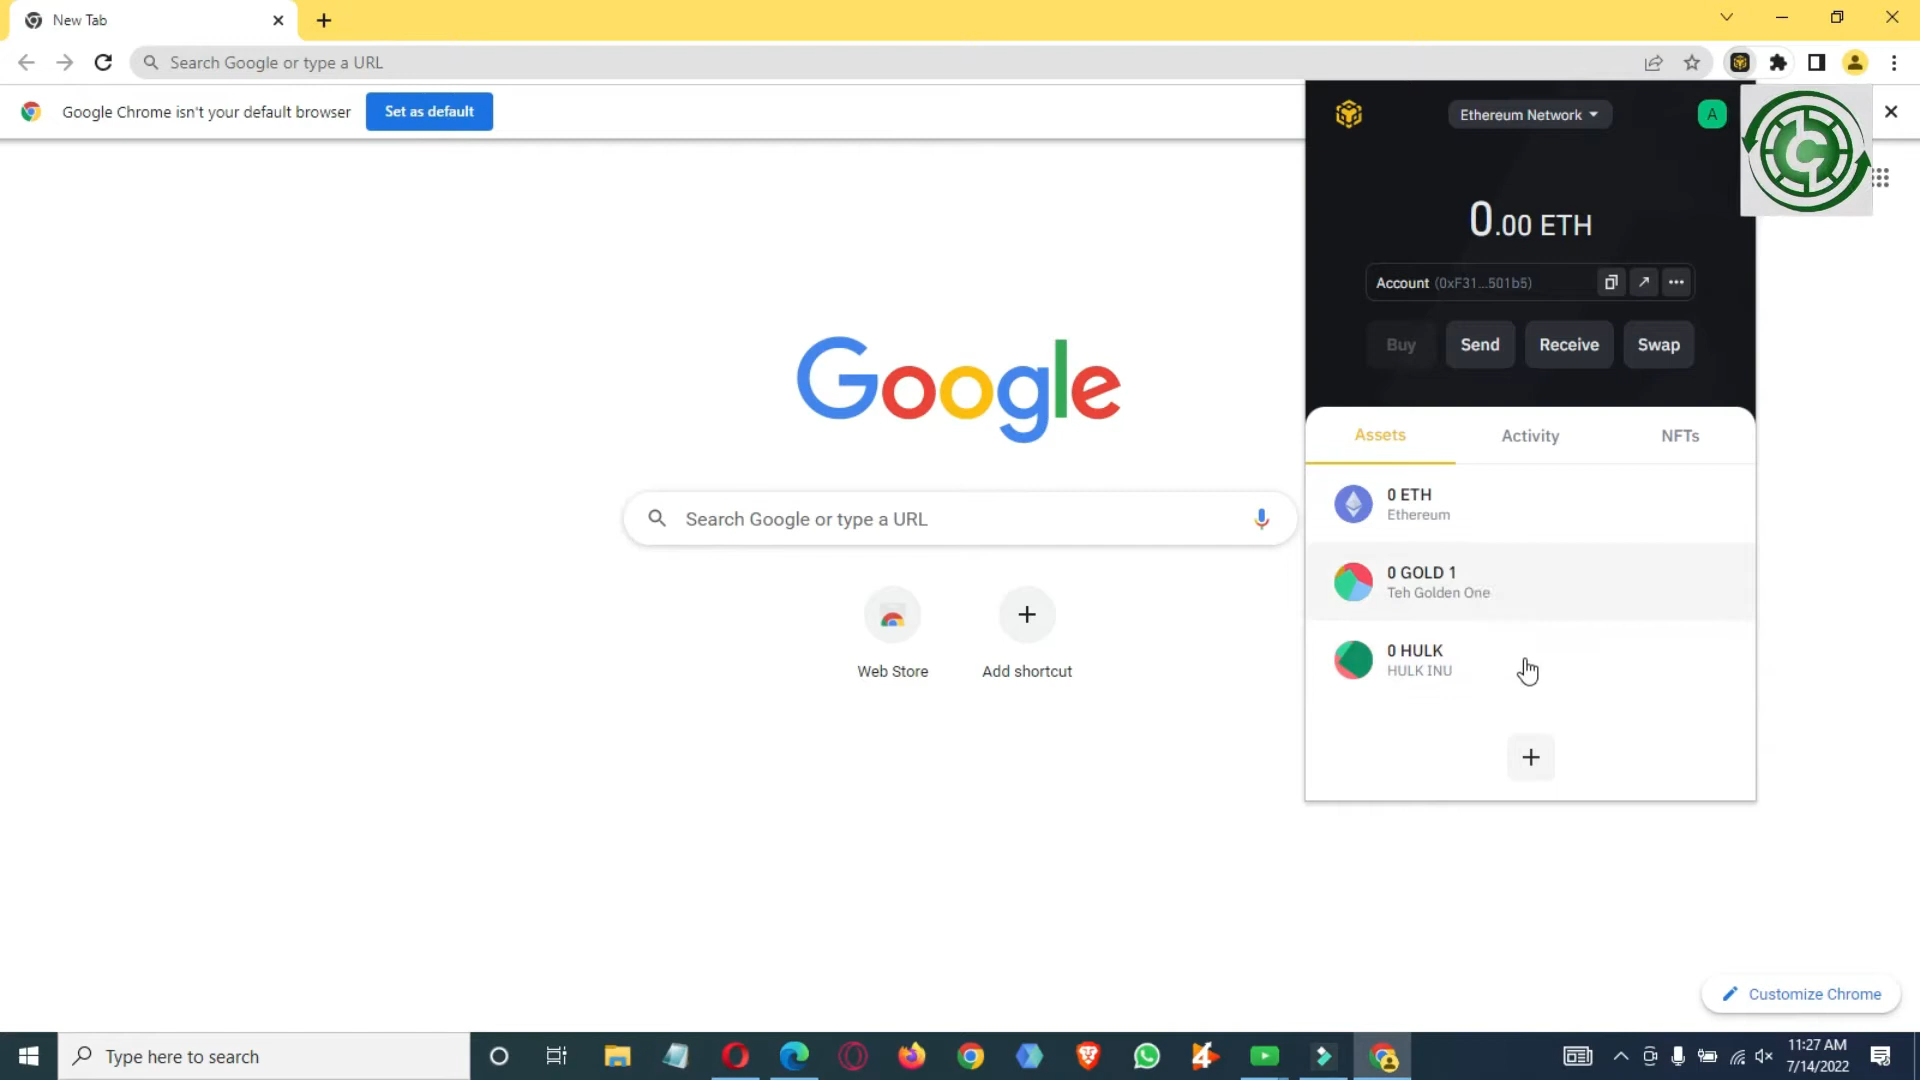 New Tab
Search Google or type a URL
Google Chrome isn't your default browser
Set as default
Ethereum Network
A
0.00 ETH
Account (0xF31...501b5)
Buy
Send
Receive
Swap
Assets
Activity
NFTs
0 ETH
Ethereum
0 GOLD 1
Teh Golden One
0 HULK
HULK INU
Google
Search Google or type a URL
Web Store
Add shortcut
Customize Chrome
Type here to search
11:27 AM
7/14/2022